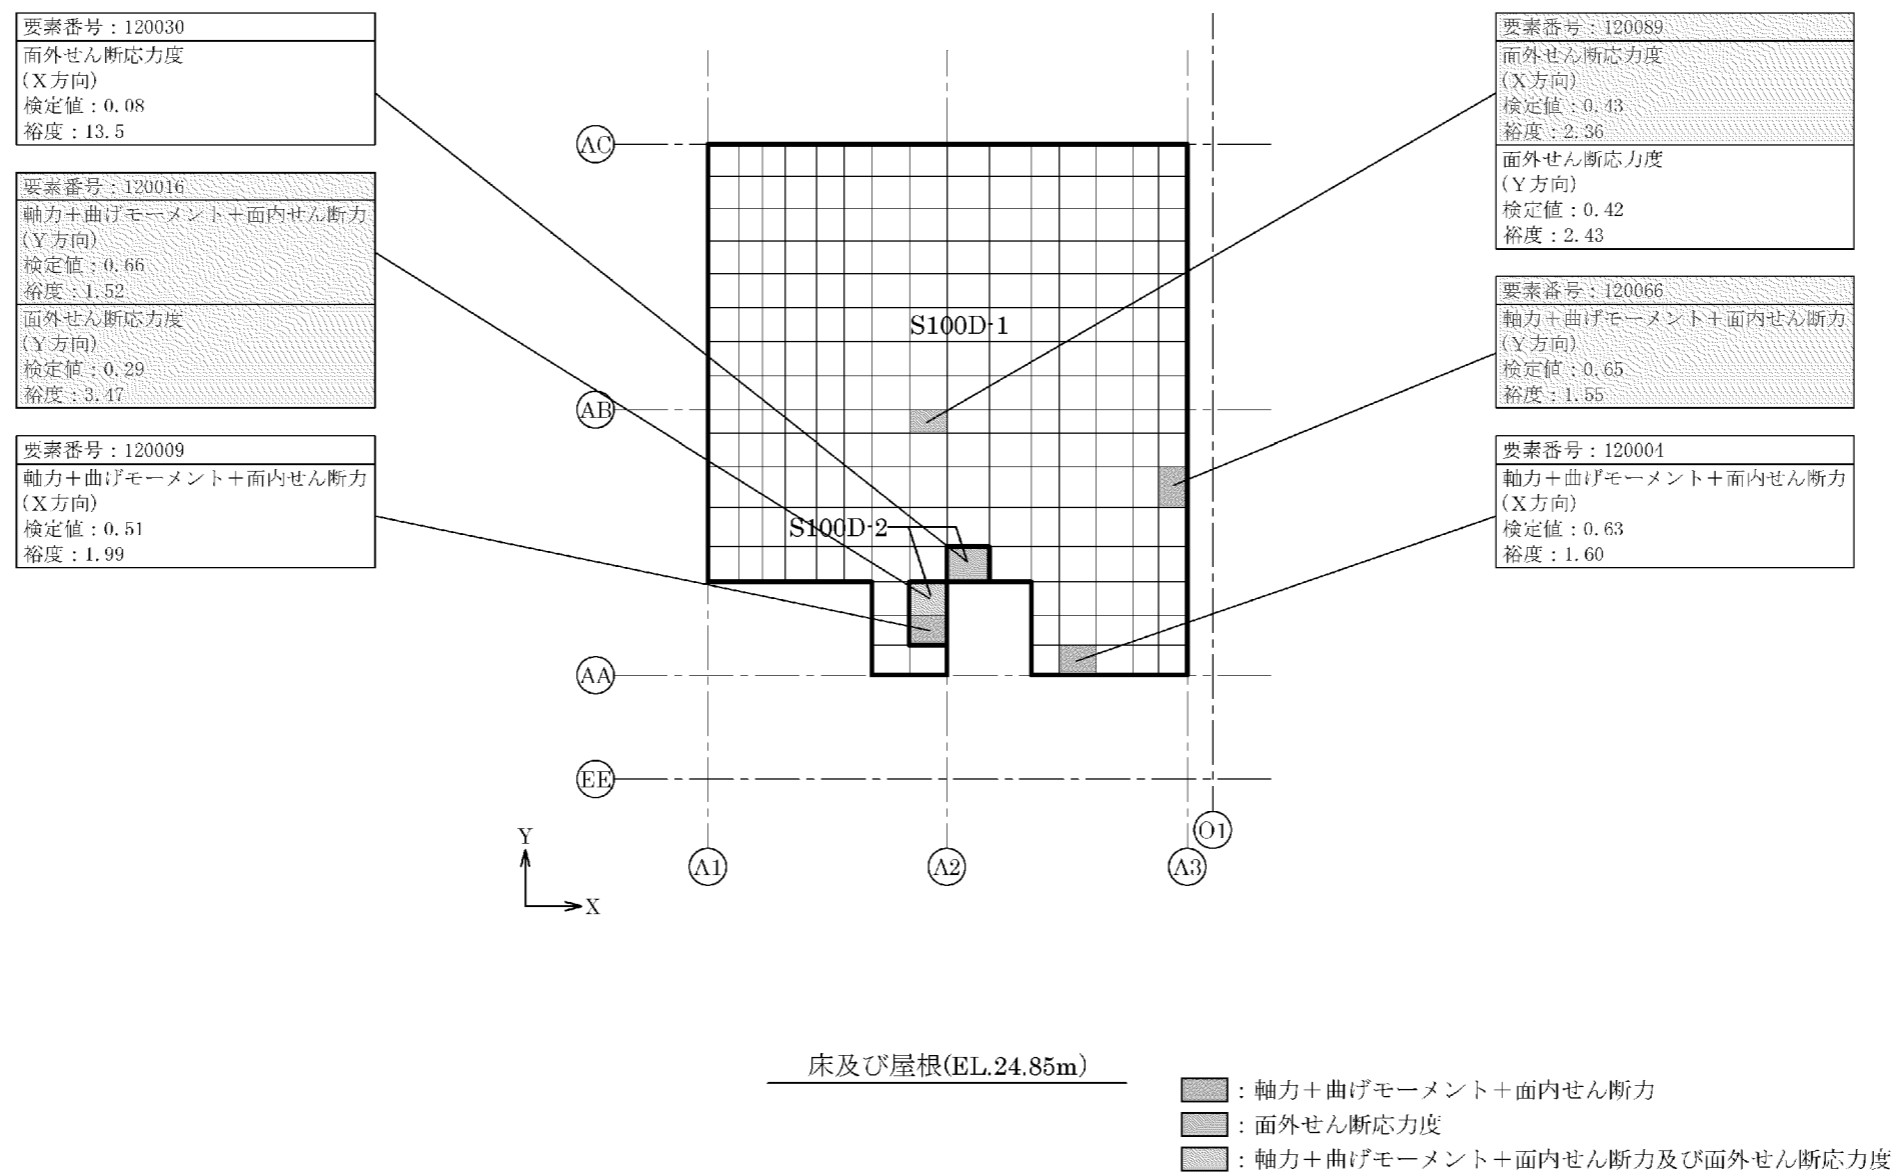 要素番号：120030
面外せん断応力度
(X方向)
検定値：0.08
裕度：13.5
要素番号：120016
軸力＋曲げモーメント＋面内せん断力
(Y方向)
検定値：0.66
裕度：1.52
面外せん断応力度
(Y方向)
検定値：0.29
裕度：3.47
要素番号：120009
軸力＋曲げモーメント＋面内せん断力
(X方向)
検定値：0.51
裕度：1.99
要素番号：120089
面外せん断応力度
(X方向)
検定値：0.43
裕度：2.36
面外せん断応力度
(Y方向)
検定値：0.42
裕度：2.43
要素番号：120066
軸力＋曲げモーメント＋面内せん断力
(Y方向)
検定値：0.65
裕度：1.55
要素番号：120004
軸力＋曲げモーメント＋面内せん断力
(X方向)
検定値：0.63
裕度：1.60
AC
S100D-1
AB
S100D-2
AA
EE
O1
A1
A2
A3
Y
X
床及び屋根(EL.24.85m)
：軸力＋曲げモーメント＋面内せん断力
：面外せん断応力度
：軸力＋曲げモーメント＋面内せん断力及び面外せん断応力度